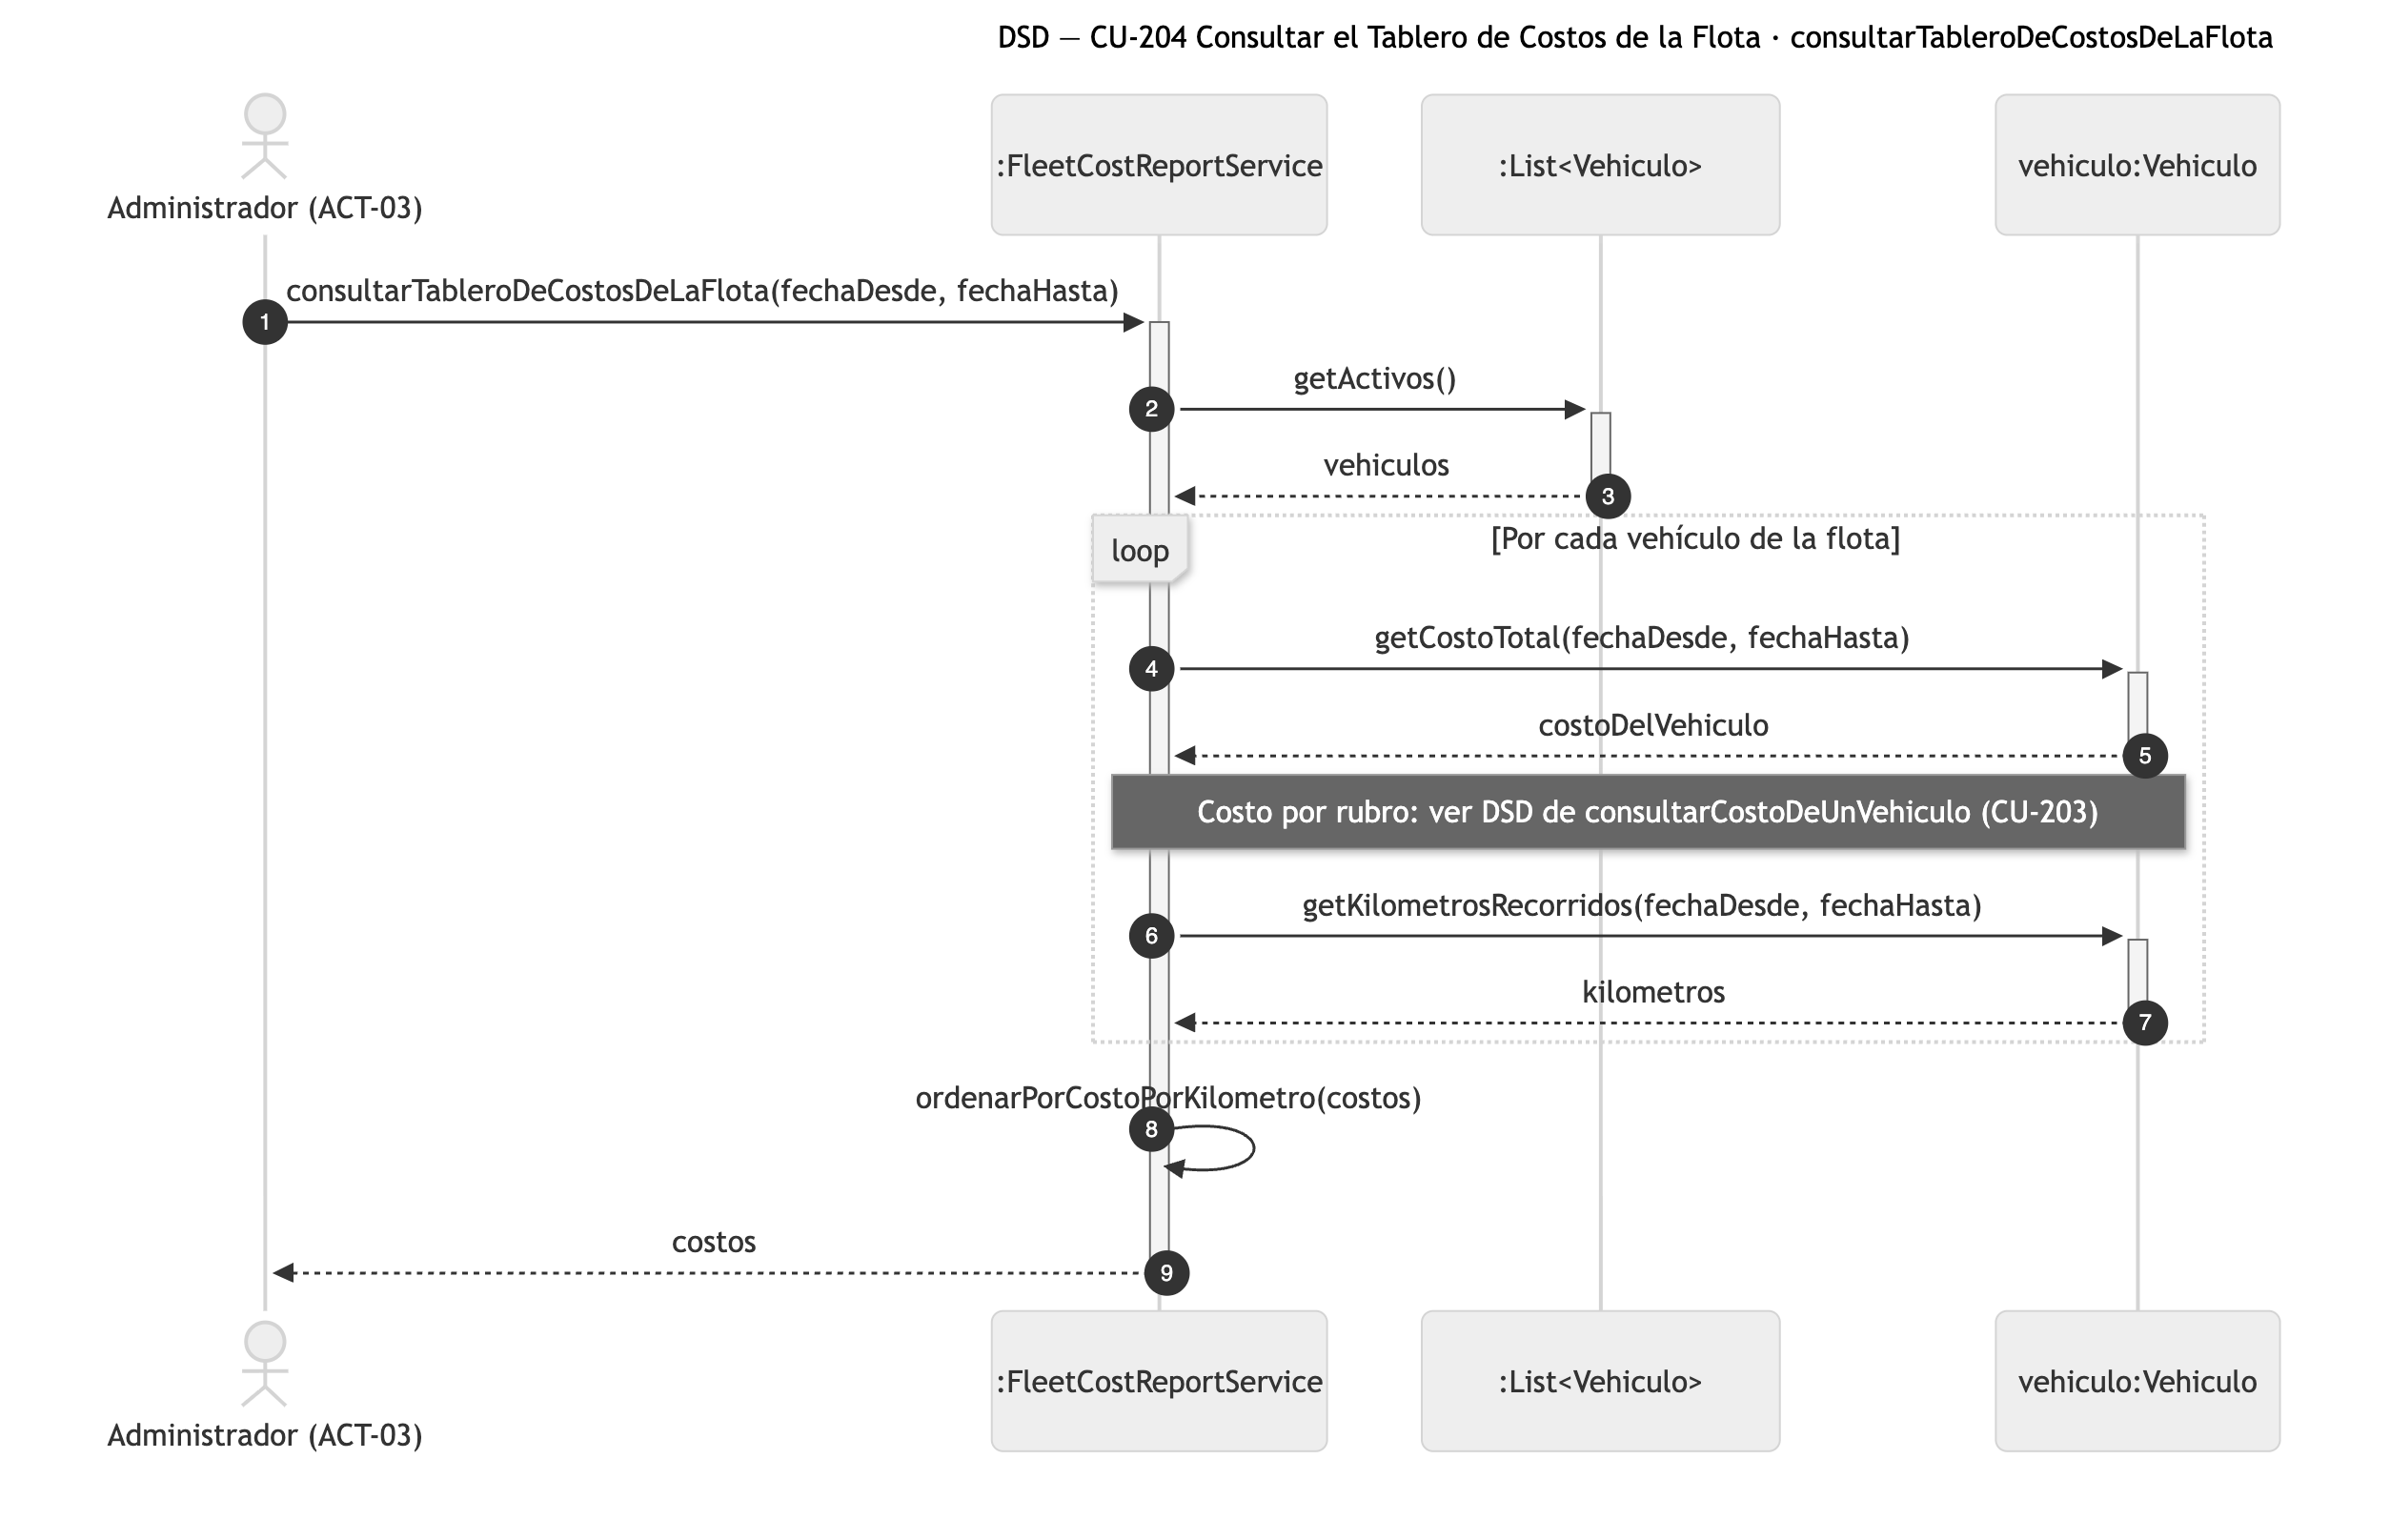 DSD — CU-204 Consultar el Tablero de Costos de la Flota · consultarTableroDeCostosDeLaFlota
Administrador (ACT-03)
:FleetCostReportService
:List<Vehiculo>
vehiculo:Vehiculo
consultarTableroDeCostosDeLaFlota(fechaDesde, fechaHasta)
1
getActivos()
2
vehiculos
3
loop
[Por cada vehículo de la flota]
getCostoTotal(fechaDesde, fechaHasta)
4
costoDelVehiculo
5
Costo por rubro: ver DSD de consultarCostoDeUnVehiculo (CU-203)
getKilometrosRecorridos(fechaDesde, fechaHasta)
6
kilometros
7
ordenarPorCostoPorKilometro(costos)
8
costos
9
Administrador (ACT-03)
:FleetCostReportService
:List<Vehiculo>
vehiculo:Vehiculo